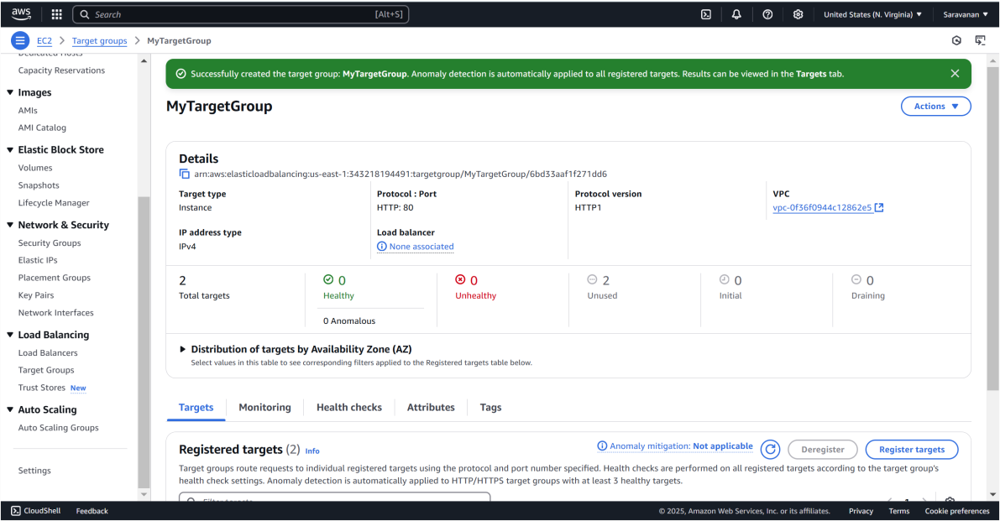 aws
Search [Alt+S]
United States (N. Virginia) ▼
Saravanan ▼
EC2 > Target groups > MyTargetGroup
Dedicated Hosts
Capacity Reservations
Images
AMIs
AMI Catalog
Elastic Block Store
Volumes
Snapshots
Lifecycle Manager
Network & Security
Security Groups
Elastic IPs
Placement Groups
Key Pairs
Network Interfaces
Load Balancing
Load Balancers
Target Groups
Trust Stores New
Auto Scaling
Auto Scaling Groups
Settings
Successfully created the target group: MyTargetGroup. Anomaly detection is automatically applied to all registered targets. Results can be viewed in the Targets tab.
MyTargetGroup
Actions ▼
Details
arn:aws:elasticloadbalancing:us-east-1:343218194491:targetgroup/MyTargetGroup/6bd33aaf1f271dd6
Target type
Instance
Protocol : Port
HTTP: 80
Protocol version
HTTP1
VPC
vpc-0f36f0944c12862e5
IP address type
IPv4
Load balancer
None associated
2
Total targets
0
Healthy
0 Anomalous
0
Unhealthy
2
Unused
0
Initial
0
Draining
Distribution of targets by Availability Zone (AZ)
Select values in this table to see corresponding filters applied to the Registered targets table below.
Targets
Monitoring
Health checks
Attributes
Tags
Registered targets (2) Info
Anomaly mitigation: Not applicable
Deregister
Register targets
Target groups route requests to individual registered targets using the protocol and port number specified. Health checks are performed on all registered targets according to the target group's
health check settings. Anomaly detection is automatically applied to HTTP/HTTPS target groups with at least 3 healthy targets.
Filter targets
1
CloudShell
Feedback
© 2025, Amazon Web Services, Inc. or its affiliates.
Privacy
Terms
Cookie preferences